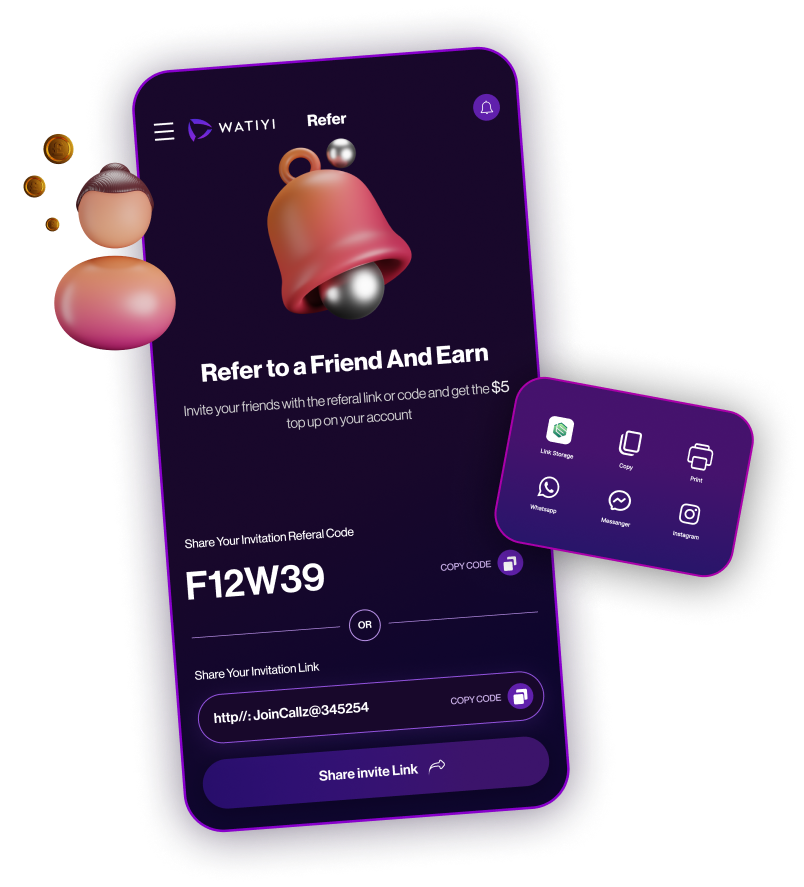 WATIYI
Refer
Refer to a Friend And Earn
Invite your friends with the referal link or code and get the $5
top up on your account
Link Storage
Copy
Print
Whatsapp
Messanger
Instagram
Share Your Invitation Referal Code
F12W39
COPY CODE
OR
Share Your Invitation Link
http//: JoinCallz@345254
COPY CODE
Share invite Link